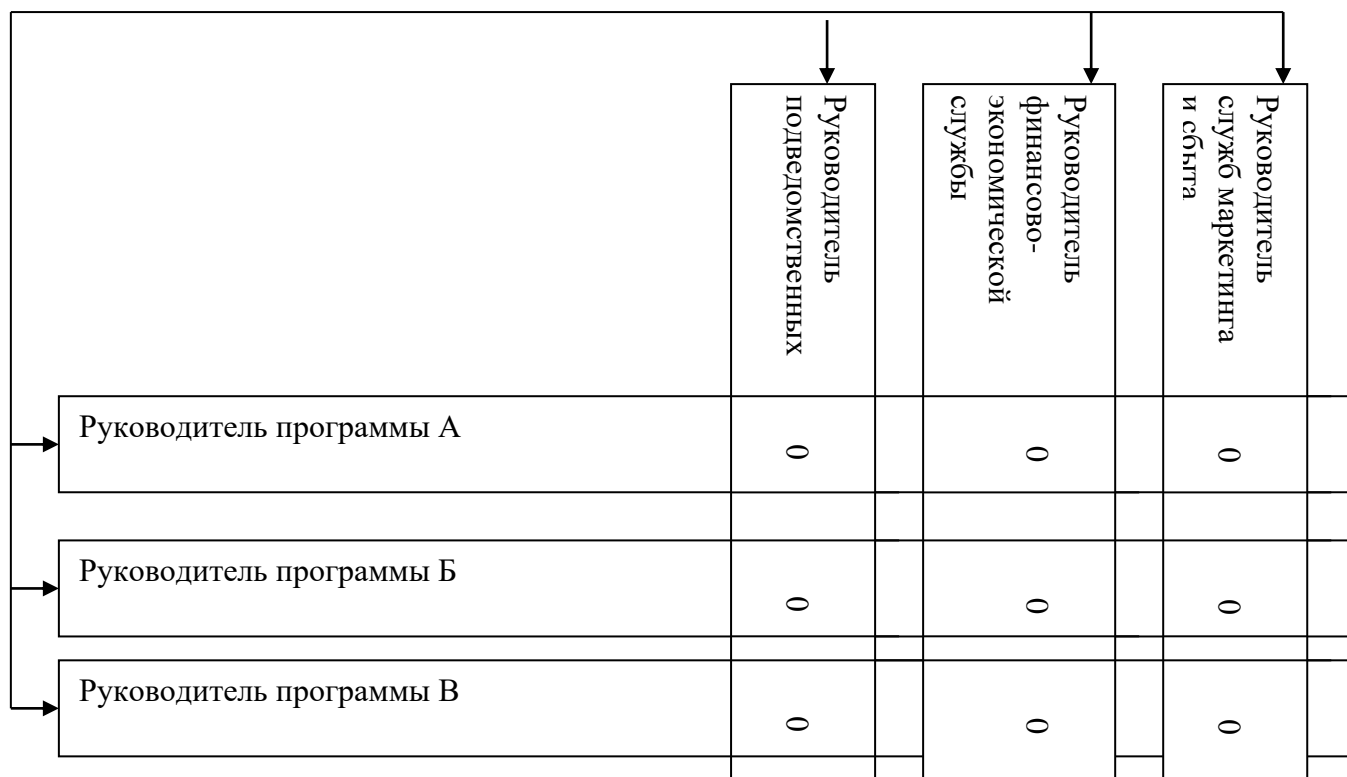 Руководитель
подведомственных
Руководитель
финансово-
экономической
службы
Руководитель
служб маркетинга
и сбыта
Руководитель программы А
0
0
0
Руководитель программы Б
0
0
0
Руководитель программы В
0
0
0